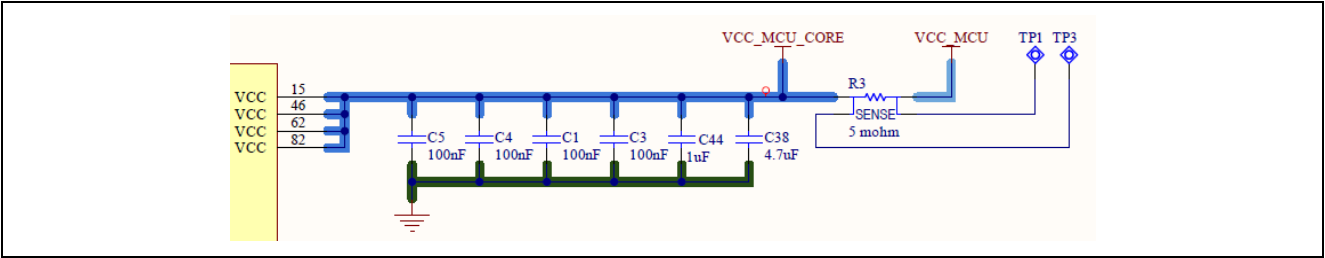 VCC_MCU_CORE
VCC_MCU
TP1 TP3
R3
SENSE
5 mohm
VCC 15
VCC 46
VCC 62
VCC 82
C5
100nF
C4
100nF
C1
100nF
C3
100nF
C44
1uF
C38
4.7uF